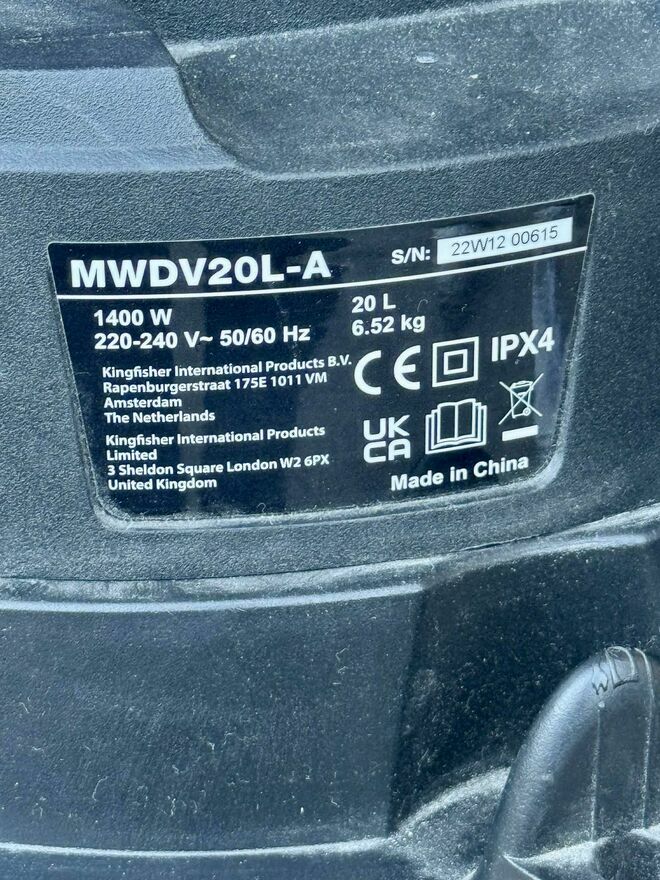 MWDV20L-A
S/N: 22W12 00615
1400 W
220-240 V~ 50/60 Hz
20 L
6.52 kg
Kingfisher International Products B.V.
Rapenburgerstraat 175E 1011 VM
Amsterdam
The Netherlands
Kingfisher International Products
Limited
3 Sheldon Square London W2 6PX
United Kingdom
CE
IPX4
UK
CA
Made in China